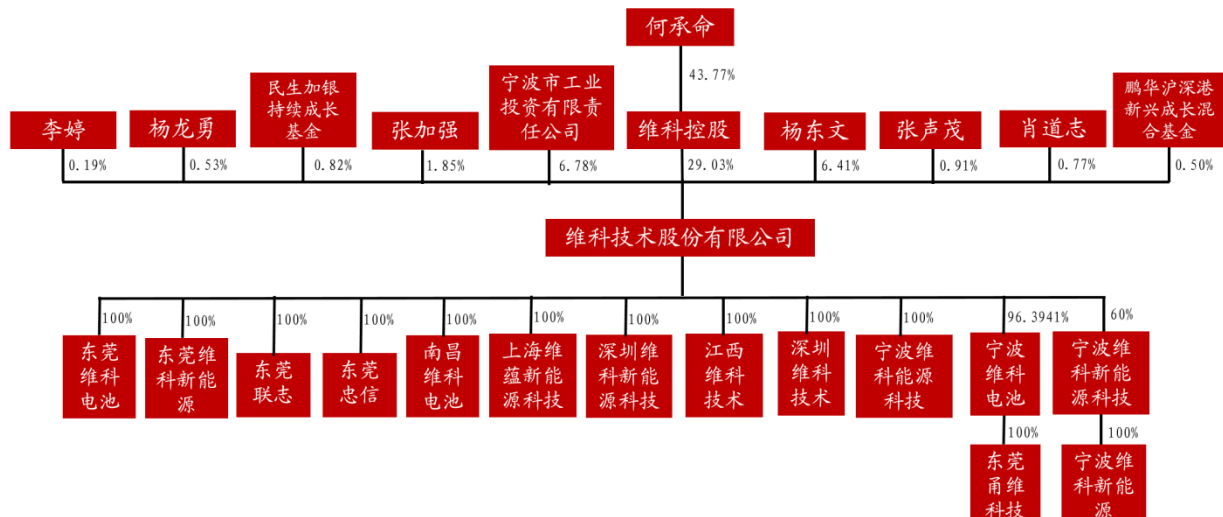 何承命
43.77%
李婷
杨龙勇
民生加银
持续成长
基金
张加强
宁波市工业
投资有限责
任公司
维科控股
杨东文
张声茂
肖道志
鹏华沪深港
新兴成长混
合基金
0.19%
0.53%
0.82%
1.85%
6.78%
29.03%
6.41%
0.91%
0.77%
0.50%
维科技术股份有限公司
100%
100%
100%
100%
100%
100%
100%
100%
100%
100%
96.3941%
60%
东莞
维科
电池
东莞维
科新能
源
东莞
联志
东莞
忠信
南昌
维科
电池
上海维
蕴新能
源科技
深圳维
科新能
源科技
江西
维科
技术
深圳
维科
技术
宁波维
科能源
科技
宁波
维科
电池
宁波维
科新能
源科技
100%
100%
东莞
甬维
科技
宁波维
科新能
源